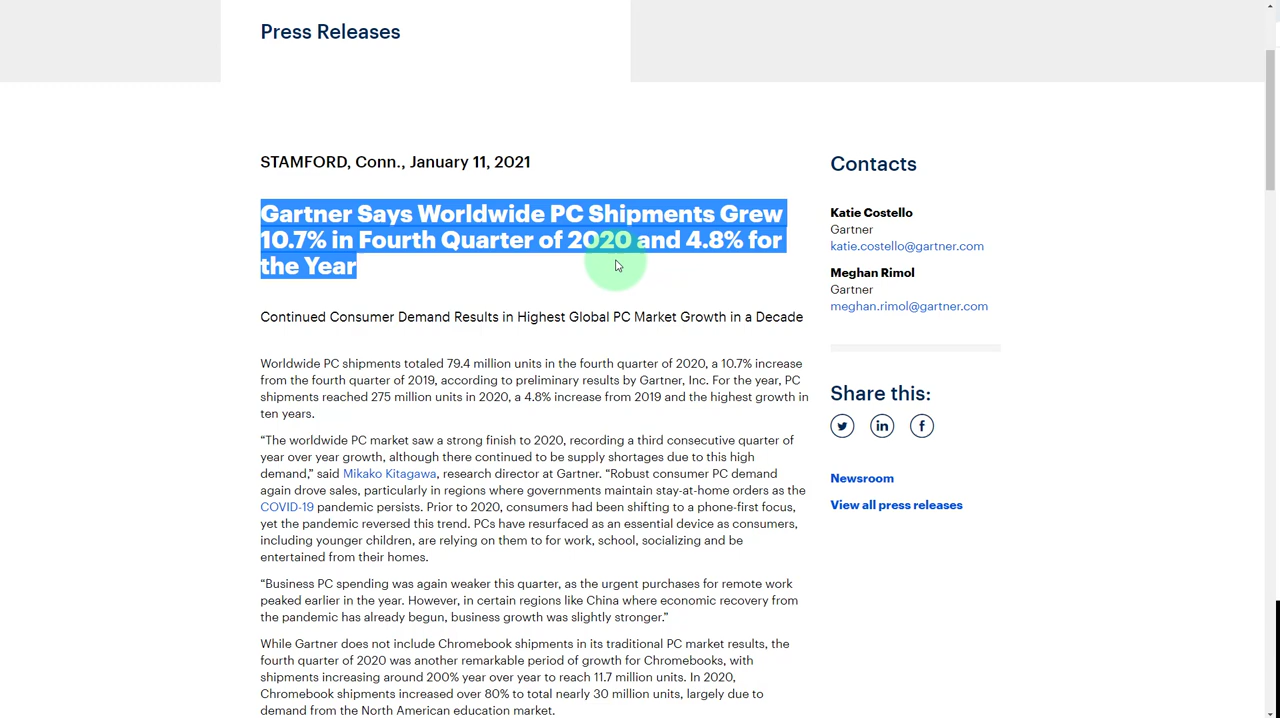 Press Releases
STAMFORD, Conn., January 11, 2021
Gartner Says Worldwide PC Shipments Grew
10.7% in Fourth Quarter of 2020 and 4.8% for
the Year
Continued Consumer Demand Results in Highest Global PC Market Growth in a Decade
Worldwide PC shipments totaled 79.4 million units in the fourth quarter of 2020, a 10.7% increase
from the fourth quarter of 2019, according to preliminary results by Gartner, Inc. For the year, PC
shipments reached 275 million units in 2020, a 4.8% increase from 2019 and the highest growth in
ten years.
“The worldwide PC market saw a strong finish to 2020, recording a third consecutive quarter of
year over year growth, although there continued to be supply shortages due to this high
demand,” said Mikako Kitagawa, research director at Gartner. “Robust consumer PC demand
again drove sales, particularly in regions where governments maintain stay-at-home orders as the
COVID-19 pandemic persists. Prior to 2020, consumers had been shifting to a phone-first focus,
yet the pandemic reversed this trend. PCs have resurfaced as an essential device as consumers,
including younger children, are relying on them to for work, school, socializing and be
entertained from their homes.
“Business PC spending was again weaker this quarter, as the urgent purchases for remote work
peaked earlier in the year. However, in certain regions like China where economic recovery from
the pandemic has already begun, business growth was slightly stronger.”
While Gartner does not include Chromebook shipments in its traditional PC market results, the
fourth quarter of 2020 was another remarkable period of growth for Chromebooks, with
shipments increasing around 200% year over year to reach 11.7 million units. In 2020,
Chromebook shipments increased over 80% to total nearly 30 million units, largely due to
demand from the North American education market.
Contacts
Katie Costello
Gartner
katie.costello@gartner.com
Meghan Rimol
Gartner
meghan.rimol@gartner.com
Share this:
Newsroom
View all press releases